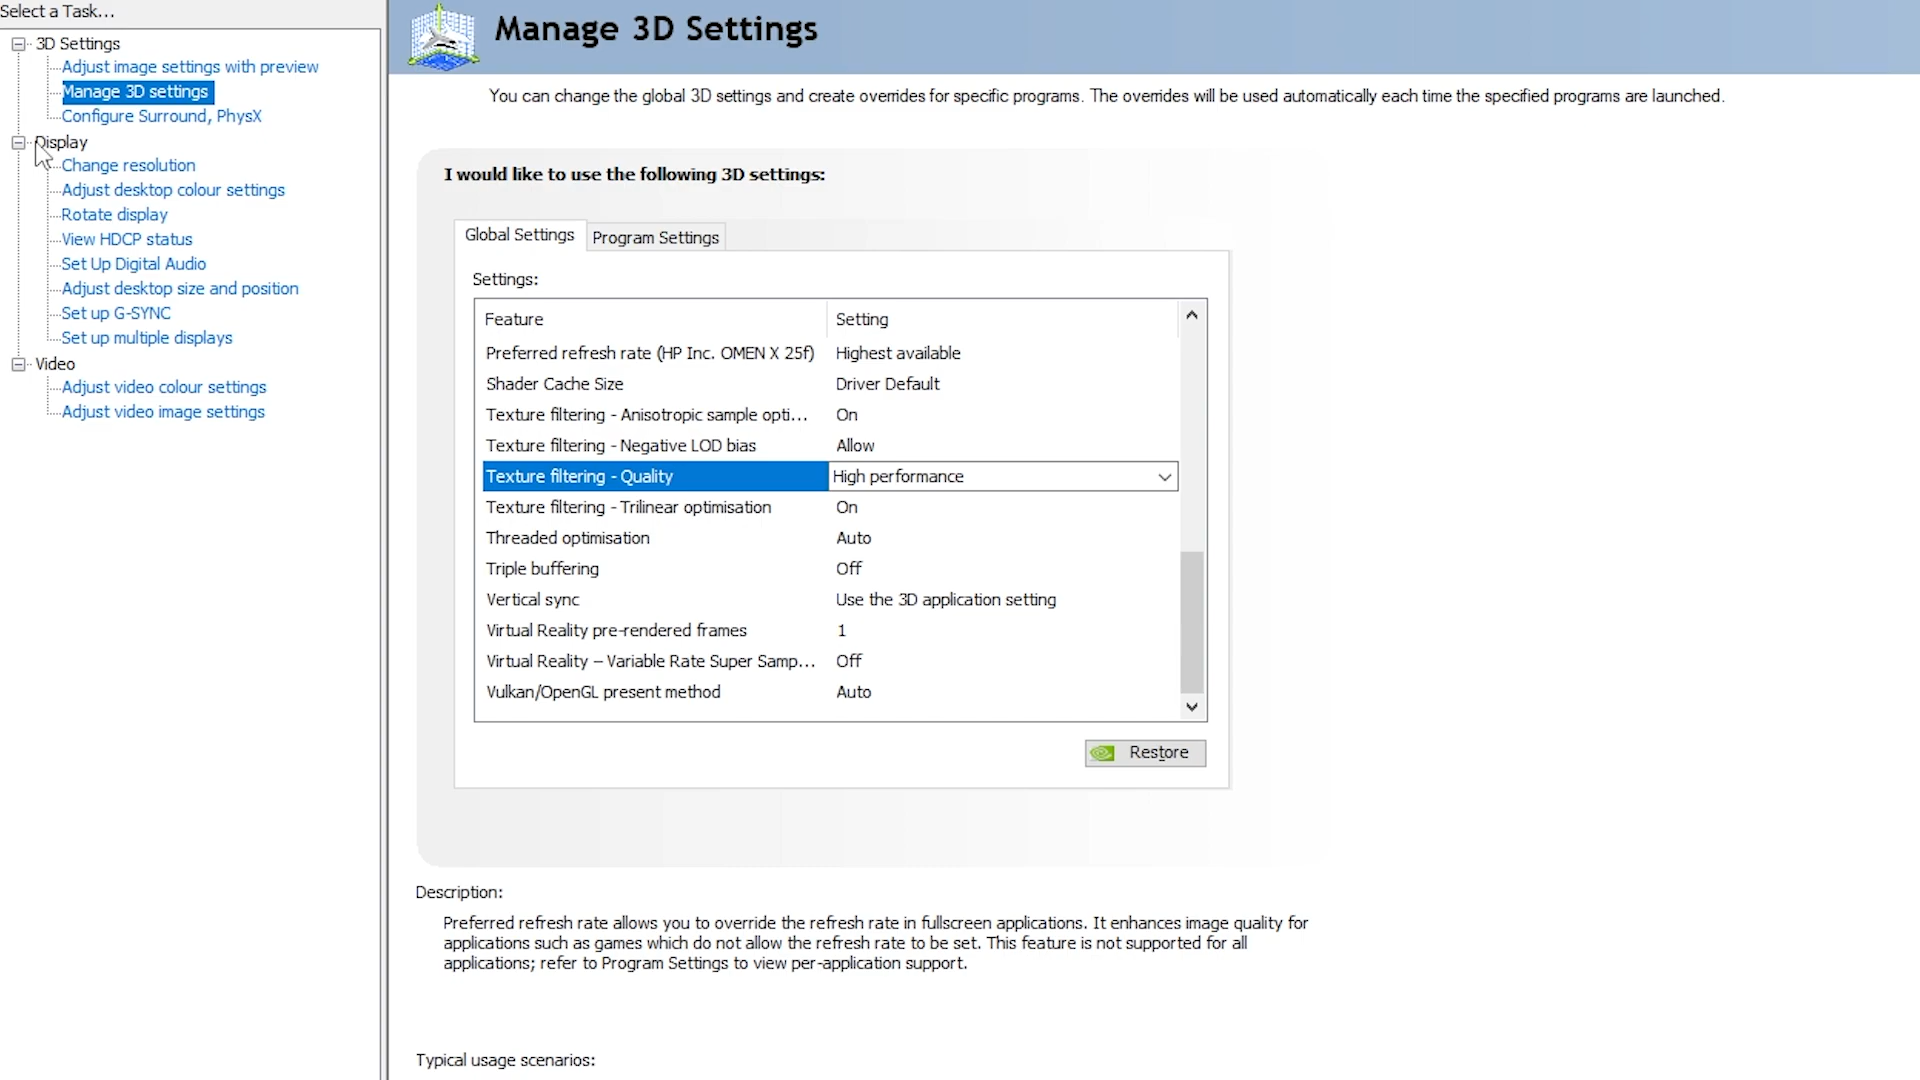 Select a Task...
3D Settings
Adjust image settings with preview
Manage 3D settings
Configure Surround, PhysX
Display
Change resolution
Adjust desktop colour settings
Rotate display
View HDCP status
Set Up Digital Audio
Adjust desktop size and position
Set up G-SYNC
Set up multiple displays
Video
Adjust video colour settings
Adjust video image settings
Manage 3D Settings
You can change the global 3D settings and create overrides for specific programs. The overrides will be used automatically each time the specified programs are launched.
I would like to use the following 3D settings:
Global Settings Program Settings
Settings:
Feature Setting
Preferred refresh rate (HP Inc. OMEN X 25f) Highest available
Shader Cache Size Driver Default
Texture filtering - Anisotropic sample opti... On
Texture filtering - Negative LOD bias Allow
Texture filtering - Quality High performance
Texture filtering - Trilinear optimisation On
Threaded optimisation Auto
Triple buffering Off
Vertical sync Use the 3D application setting
Virtual Reality pre-rendered frames 1
Virtual Reality – Variable Rate Super Samp... Off
Vulkan/OpenGL present method Auto
Restore
Description:
Preferred refresh rate allows you to override the refresh rate in fullscreen applications. It enhances image quality for
applications such as games which do not allow the refresh rate to be set. This feature is not supported for all
applications; refer to Program Settings to view per-application support.
Typical usage scenarios: